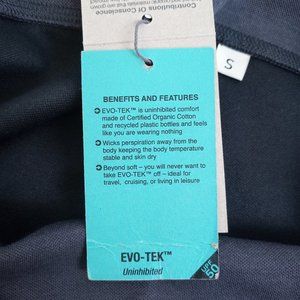 Contributions Of Conscience
S
BENEFITS AND FEATURES
EVO-TEK™ is uninhibited comfort
made of Certified Organic Cotton
and recycled plastic bottles and feels
like you are wearing nothing
Wicks perspiration away from the
body keeping the body temperature
stable and skin dry
Beyond soft – you will never want to
take EVO-TEK™ off – ideal for
travel, cruising, or living in leisure
EVO-TEK™
Uninhibited
UPF
50